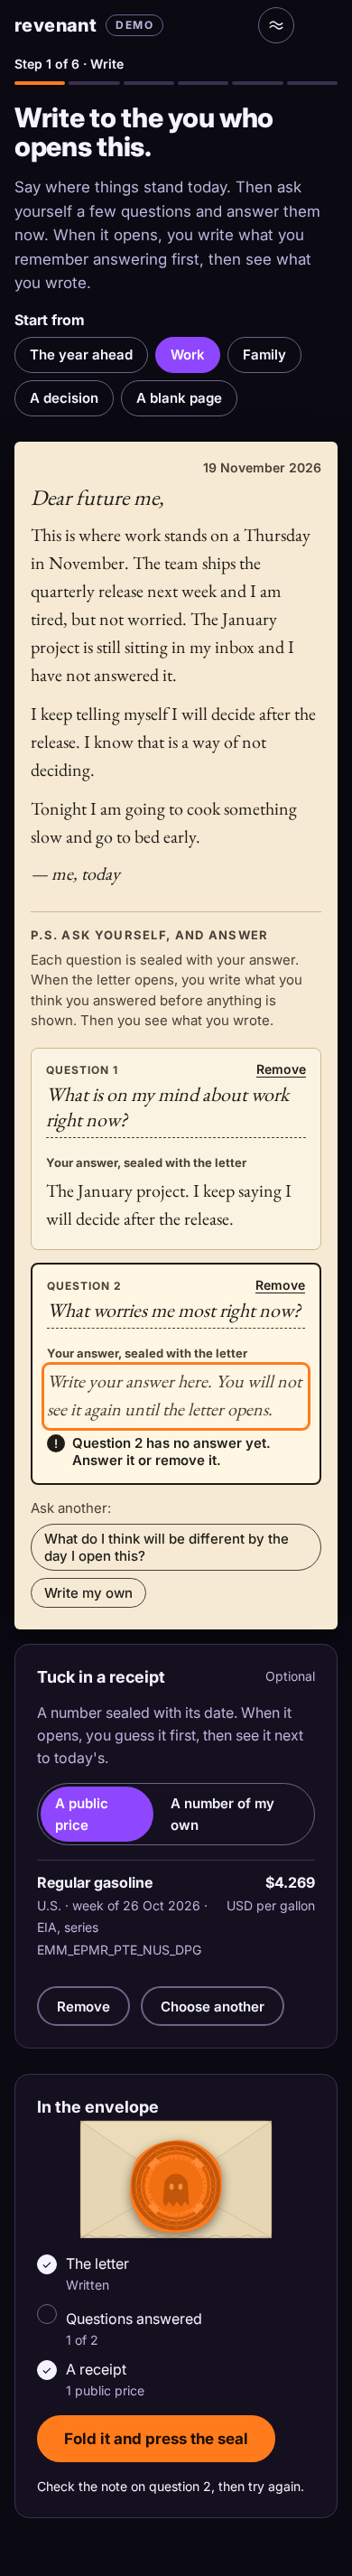 revenant DEMO
Step 1 of 6 · Write
Write to the you who
opens this.
Say where things stand today. Then ask
yourself a few questions and answer them
now. When it opens, you write what you
remember answering first, then see what
you wrote.
Start from
The year ahead Work Family
A decision A blank page
19 November 2026
Dear future me,
This is where work stands on a Thursday
in November. The team ships the
quarterly release next week and I am
tired, but not worried. The January
project is still sitting in my inbox and I
have not answered it.
I keep telling myself I will decide after the
release. I know that is a way of not
deciding.
Tonight I am going to cook something
slow and go to bed early.
— me, today
P.S. ASK YOURSELF, AND ANSWER
Each question is sealed with your answer.
When the letter opens, you write what you
think you answered before anything is
shown. Then you see what you wrote.
QUESTION 1 Remove
What is on my mind about work
right now?
Your answer, sealed with the letter
The January project. I keep saying I
will decide after the release.
QUESTION 2 Remove
What worries me most right now?
Your answer, sealed with the letter
Write your answer here. You will not
see it again until the letter opens.
! Question 2 has no answer yet.
Answer it or remove it.
Ask another:
What do I think will be different by the
day I open this?
Write my own
Tuck in a receipt Optional
A number sealed with its date. When it
opens, you guess it first, then see it next
to today's.
A public
price
A number of my
own
Regular gasoline $4.269
U.S. · week of 26 Oct 2026 · USD per gallon
EIA, series
EMM_EPMR_PTE_NUS_DPG
Remove Choose another
In the envelope
The letter
Written
Questions answered
1 of 2
A receipt
1 public price
Fold it and press the seal
Check the note on question 2, then try again.